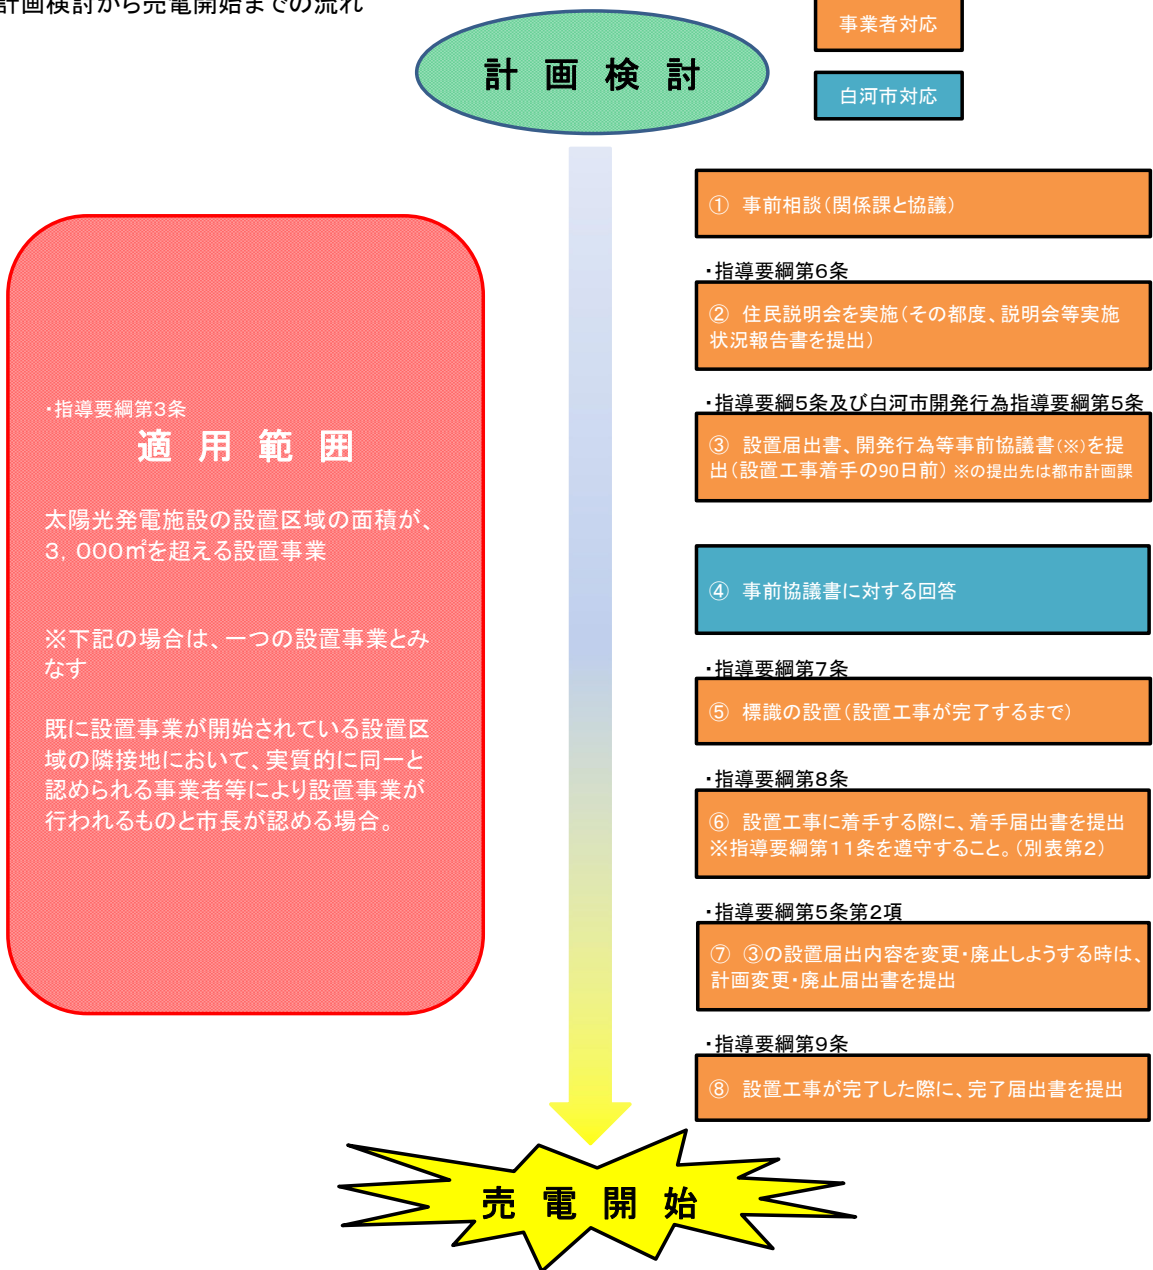 計画検討から売電開始までの流れ
事業者対応
計画検討
白河市対応
① 事前相談(関係課と協議)
・指導要綱第6条
② 住民説明会を実施(その都度、説明会等実施
状況報告書を提出)
・指導要綱5条及び白河市開発行為指導要綱第5条
③ 設置届出書、開発行為等事前協議書(※)を提
出(設置工事着手の90日前) ※の提出先は都市計画課
④ 事前協議書に対する回答
・指導要綱第7条
⑤ 標識の設置(設置工事が完了するまで)
・指導要綱第8条
⑥ 設置工事に着手する際に、着手届出書を提出
※指導要綱第11条を遵守すること。(別表第2)
・指導要綱第5条第2項
⑦ ③の設置届出内容を変更・廃止しようする時は、
計画変更・廃止届出書を提出
・指導要綱第9条
⑧ 設置工事が完了した際に、完了届出書を提出
・指導要綱第3条
適用範囲
太陽光発電施設の設置区域の面積が、
3,000㎡を超える設置事業
※下記の場合は、一つの設置事業とみ
なす
既に設置事業が開始されている設置区
域の隣接地において、実質的に同一と
認められる事業者等により設置事業が
行われるものと市長が認める場合。
売電開始